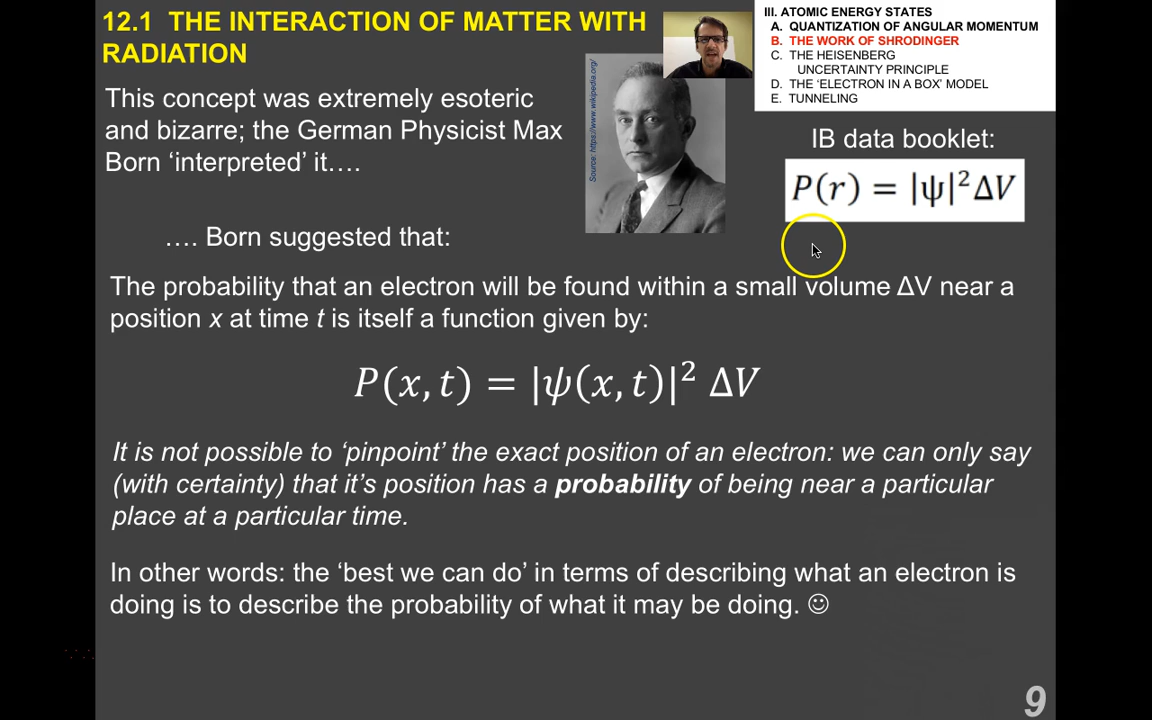 12.1 THE INTERACTION OF MATTER WITH
RADIATION
III. ATOMIC ENERGY STATES
A. QUANTIZATION OF ANGULAR MOMENTUM
B. THE WORK OF SHRODINGER
C. THE HEISENBERG
UNCERTAINTY PRINCIPLE
D. THE ‘ELECTRON IN A BOX’ MODEL
E. TUNNELING
This concept was extremely esoteric
and bizarre; the German Physicist Max
Born ‘interpreted’ it….
Source: https://www.wikipedia.org/
IB data booklet:
P(r) = |ψ|² ΔV
…. Born suggested that:
The probability that an electron will be found within a small volume ΔV near a
position x at time t is itself a function given by:
P(x, t) = |ψ(x, t)|² ΔV
It is not possible to ‘pinpoint’ the exact position of an electron: we can only say
(with certainty) that it’s position has a probability of being near a particular
place at a particular time.
In other words: the ‘best we can do’ in terms of describing what an electron is
doing is to describe the probability of what it may be doing. ☺
9